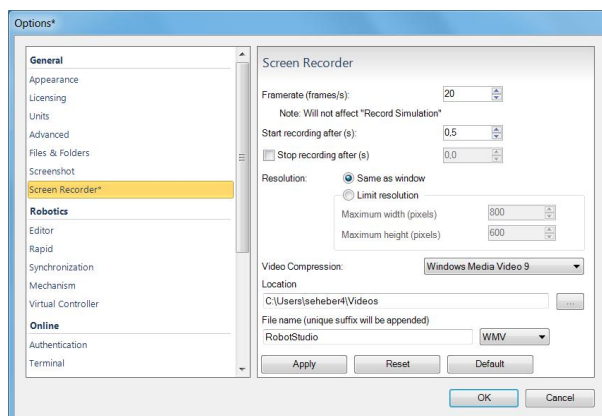 Options*
General
Appearance
Licensing
Units
Advanced
Files & Folders
Screenshot
Screen Recorder*
Robotics
Editor
Rapid
Synchronization
Mechanism
Virtual Controller
Online
Authentication
Terminal
Screen Recorder
Framerate (frames/s): 20
Note: Will not affect "Record Simulation"
Start recording after (s): 0,5
Stop recording after (s) 0,0
Resolution: Same as window
Limit resolution
Maximum width (pixels) 800
Maximum height (pixels) 600
Video Compression: Windows Media Video 9
Location
C:\Users\seheber4\Videos ...
File name (unique suffix will be appended)
RobotStudio WMV
Apply Reset Default
OK Cancel